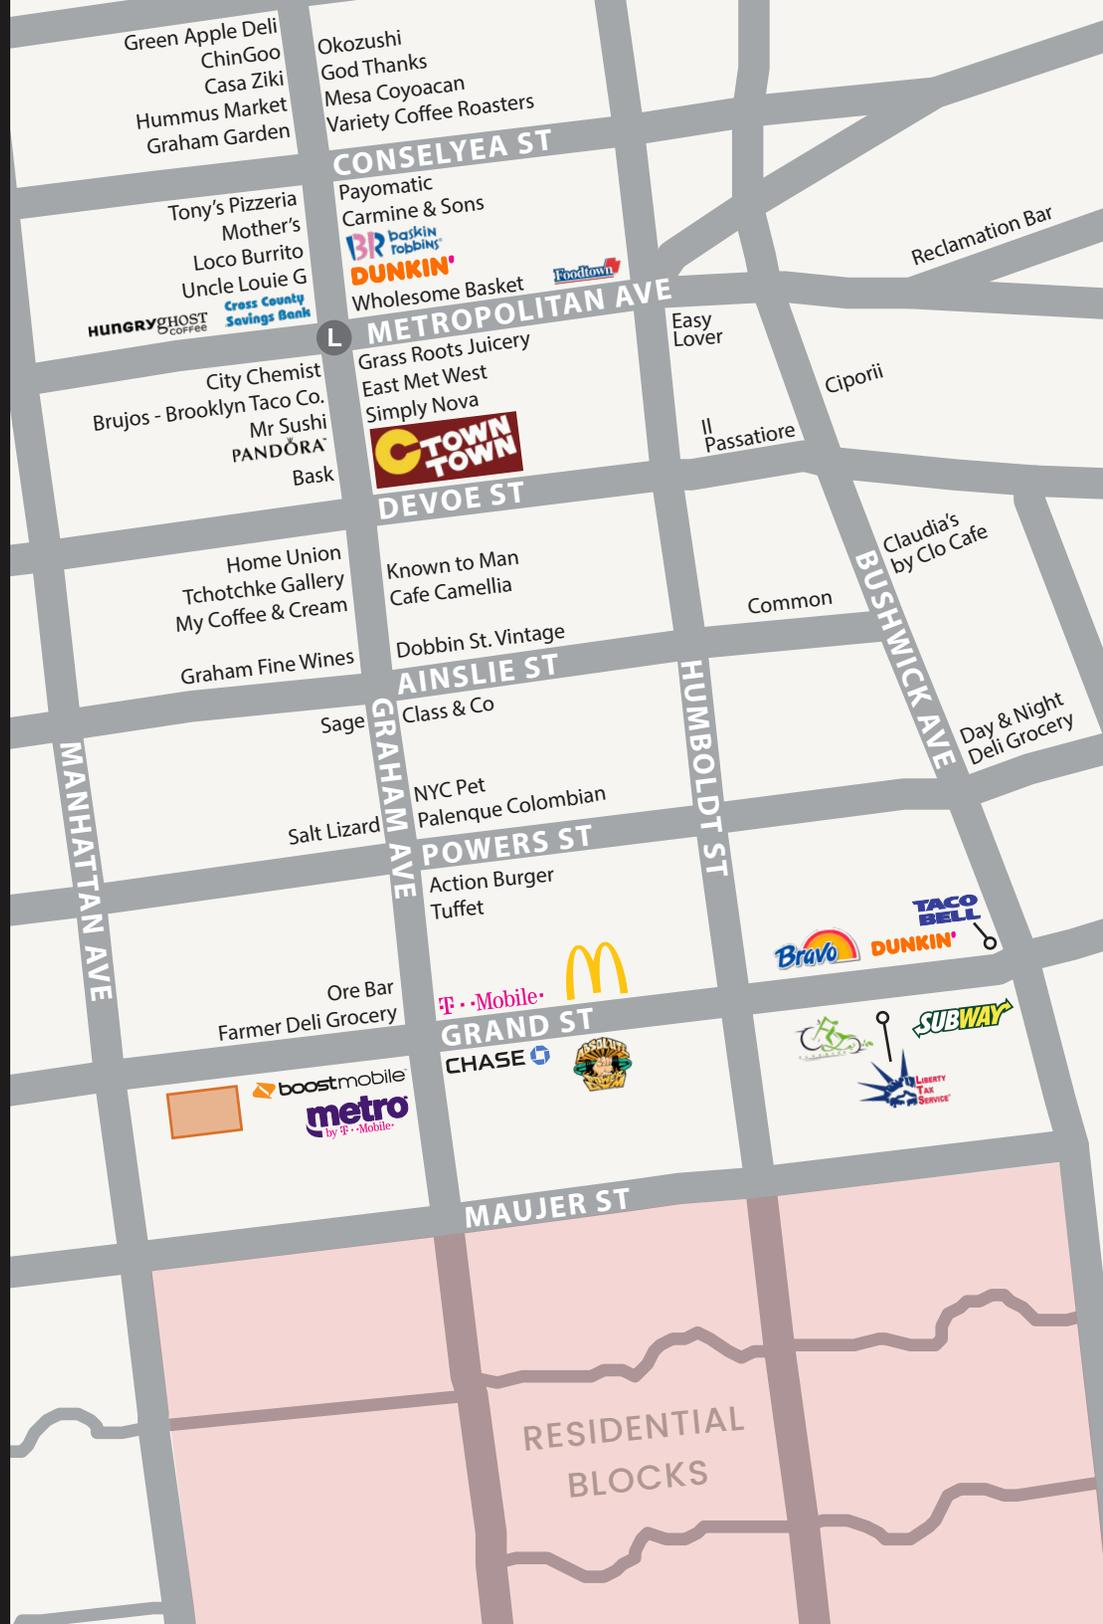 Green Apple Deli
ChinGoo
Casa Ziki
Hummus Market
Graham Garden
Okozushi
God Thanks
Mesa Coyoacan
Variety Coffee Roasters
CONSELYEA ST
Tony's Pizzeria
Mother's
Loco Burrito
Uncle Louie G
HUNGRYGHOST
COFFEE
Cross County
Savings Bank
Payomatic
Carmine & Sons
BR baskin
robbins
DUNKIN'
Wholesome Basket
Foodtown
Reclamation Bar
L
METROPOLITAN AVE
City Chemist
Brujos - Brooklyn Taco Co.
Mr Sushi
PANDORA
Bask
Grass Roots Juicery
East Met West
Simply Nova
C TOWN
TOWN
Easy
Lover
Il
Passatiore
Ciporii
DEVOE ST
Home Union
Tchotchke Gallery
My Coffee & Cream
Graham Fine Wines
Known to Man
Cafe Camellia
Dobbin St. Vintage
Common
Claudia's
by Clo Cafe
BUSHWICK AVE
AINSLIE ST
Sage
Salt Lizard
MANHATTAN AVE
GRAHAM AVE
Class & Co
NYC Pet
Palenque Colombian
HUMBOLDT ST
Day & Night
Deli Grocery
POWERS ST
Ore Bar
Farmer Deli Grocery
Action Burger
Tuffet
T··Mobile·
Bravo
DUNKIN'
TACO
BELL
GRAND ST
boostmobile
metro
by T··Mobile·
CHASE
ABSOLUTE
POWER
SUBWAY
LIBERTY
TAX
SERVICE
MAUJER ST
RESIDENTIAL
BLOCKS